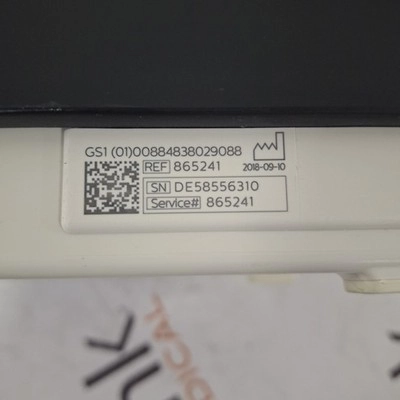 GS1 (01)00884838029088
REF 865241
2018-09-10
SN DE58556310
Service# 865241